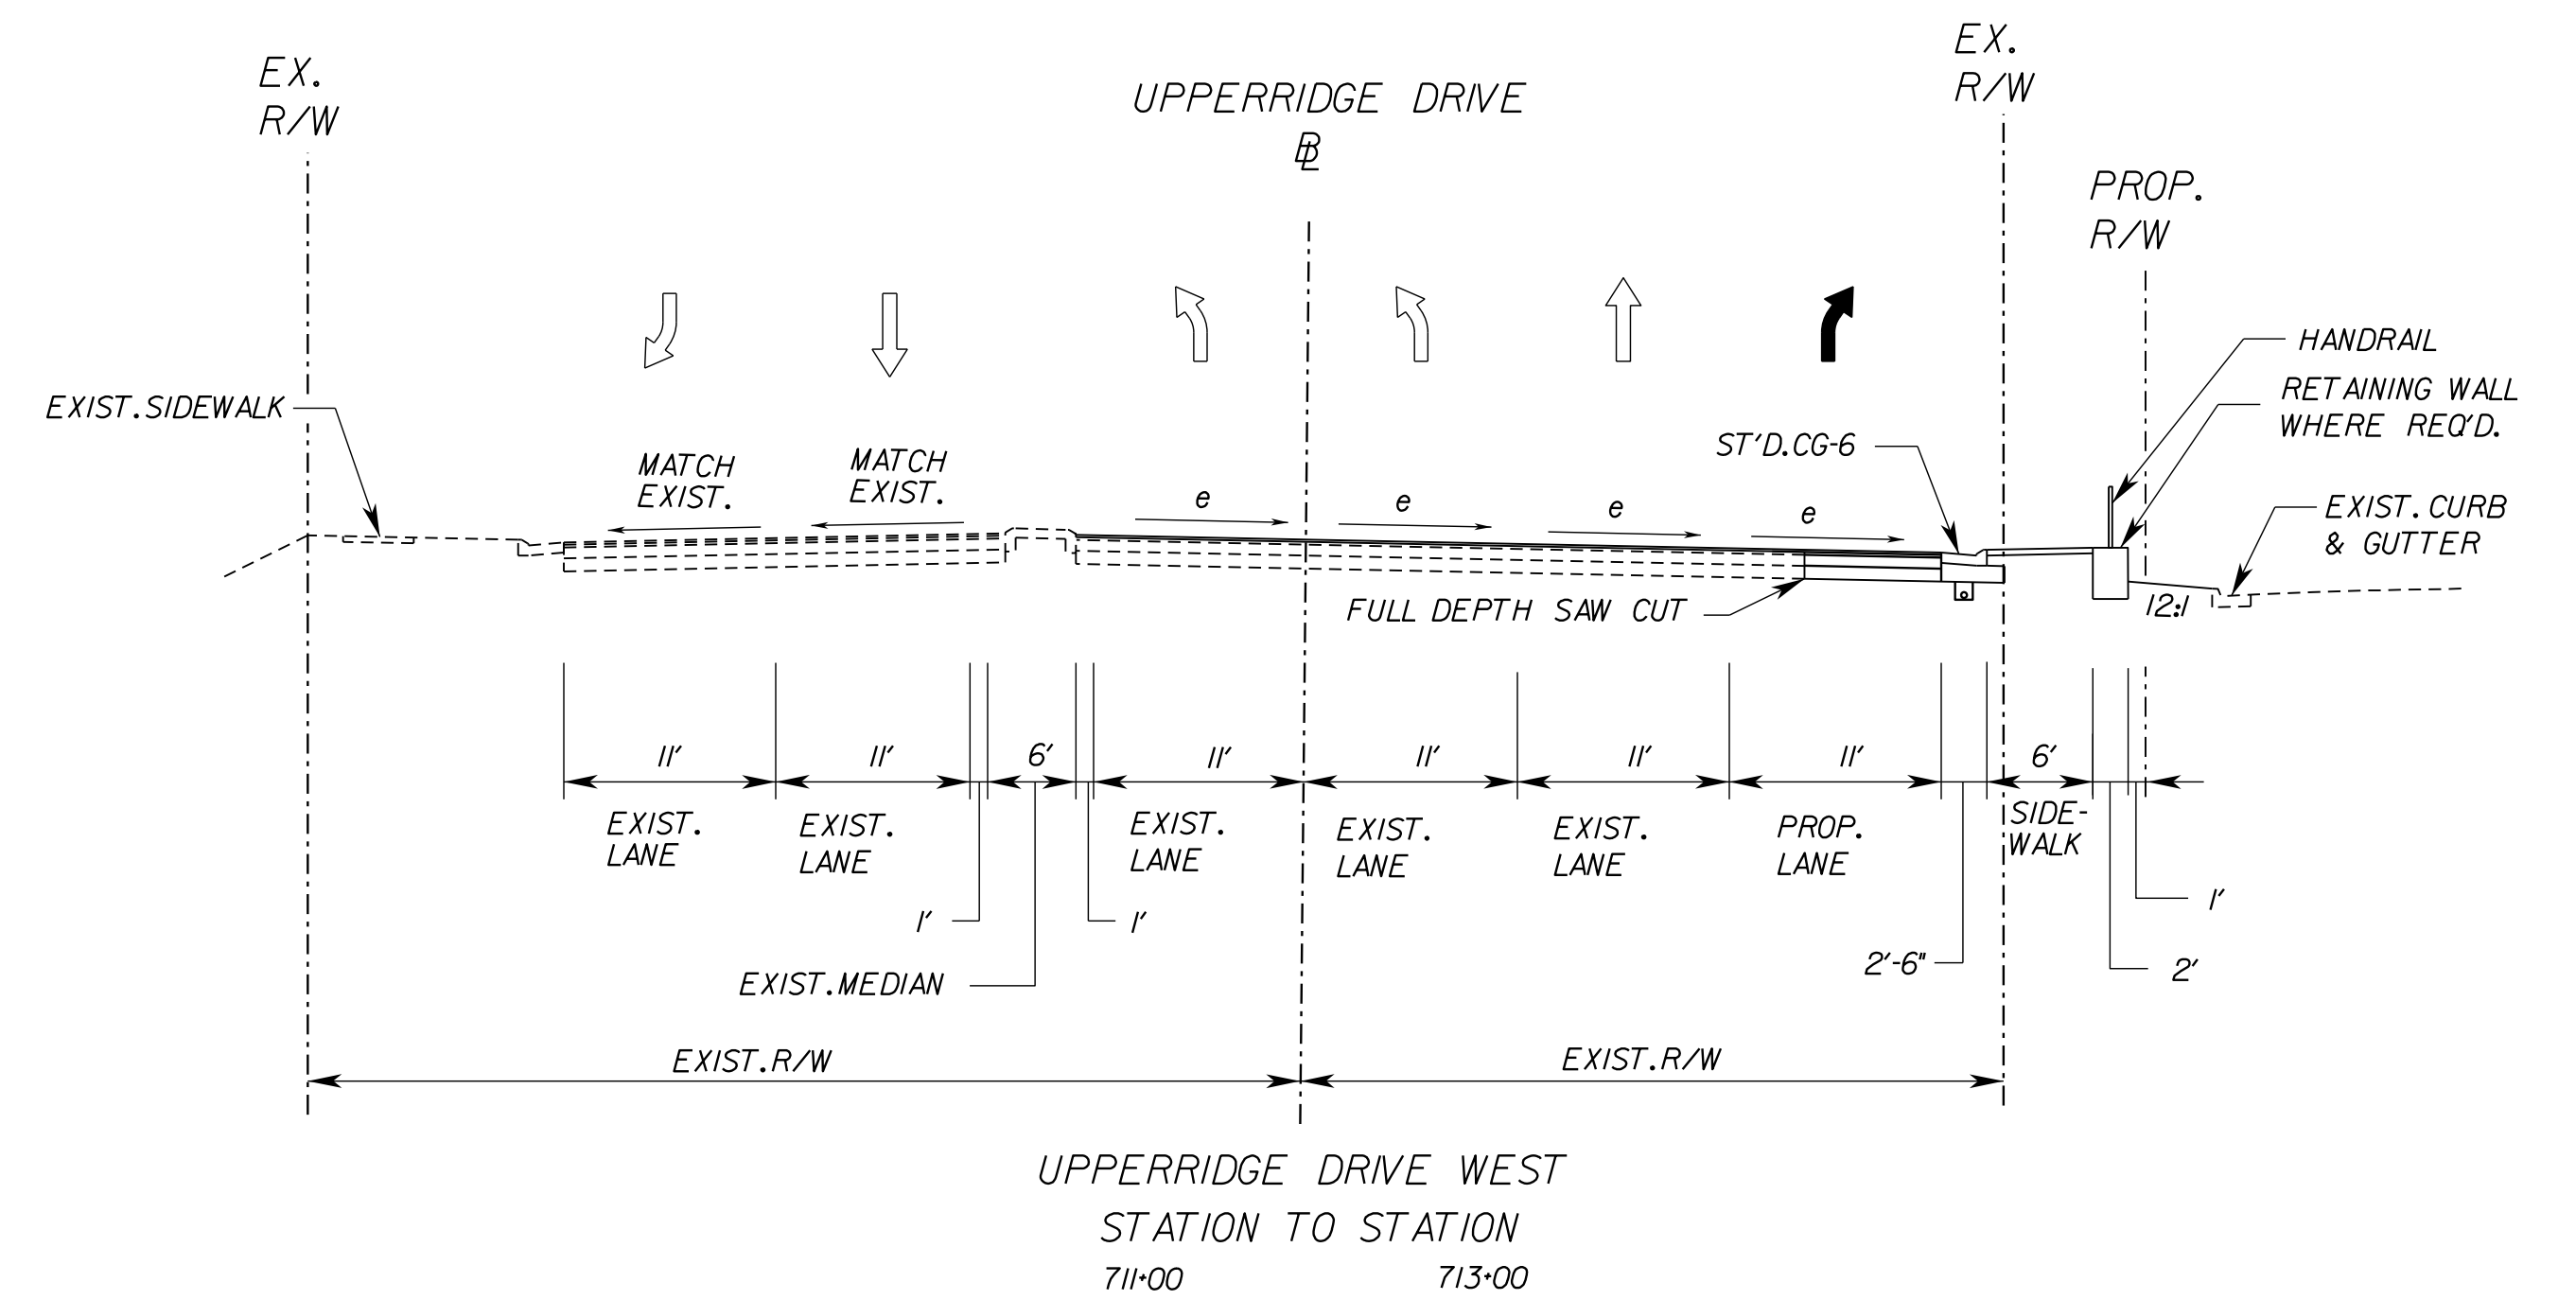 EX.
R/W
UPPERRIDGE DRIVE
BL
EX.
R/W
PROP.
R/W
HANDRAIL
RETAINING WALL
WHERE REQ'D.
EXIST. SIDEWALK
ST'D. CG-6
MATCH
EXIST.
MATCH
EXIST.
e
e
e
e
EXIST. CURB
& GUTTER
FULL DEPTH SAW CUT
12:1
11'
11'
6'
11'
11'
11'
11'
6'
EXIST.
LANE
EXIST.
LANE
EXIST.
LANE
EXIST.
LANE
EXIST.
LANE
PROP.
LANE
SIDE-
WALK
1'
1'
1'
2'-6"
2'
EXIST. MEDIAN
EXIST. R/W
EXIST. R/W
UPPERRIDGE DRIVE WEST
STATION TO STATION
711+00 713+00